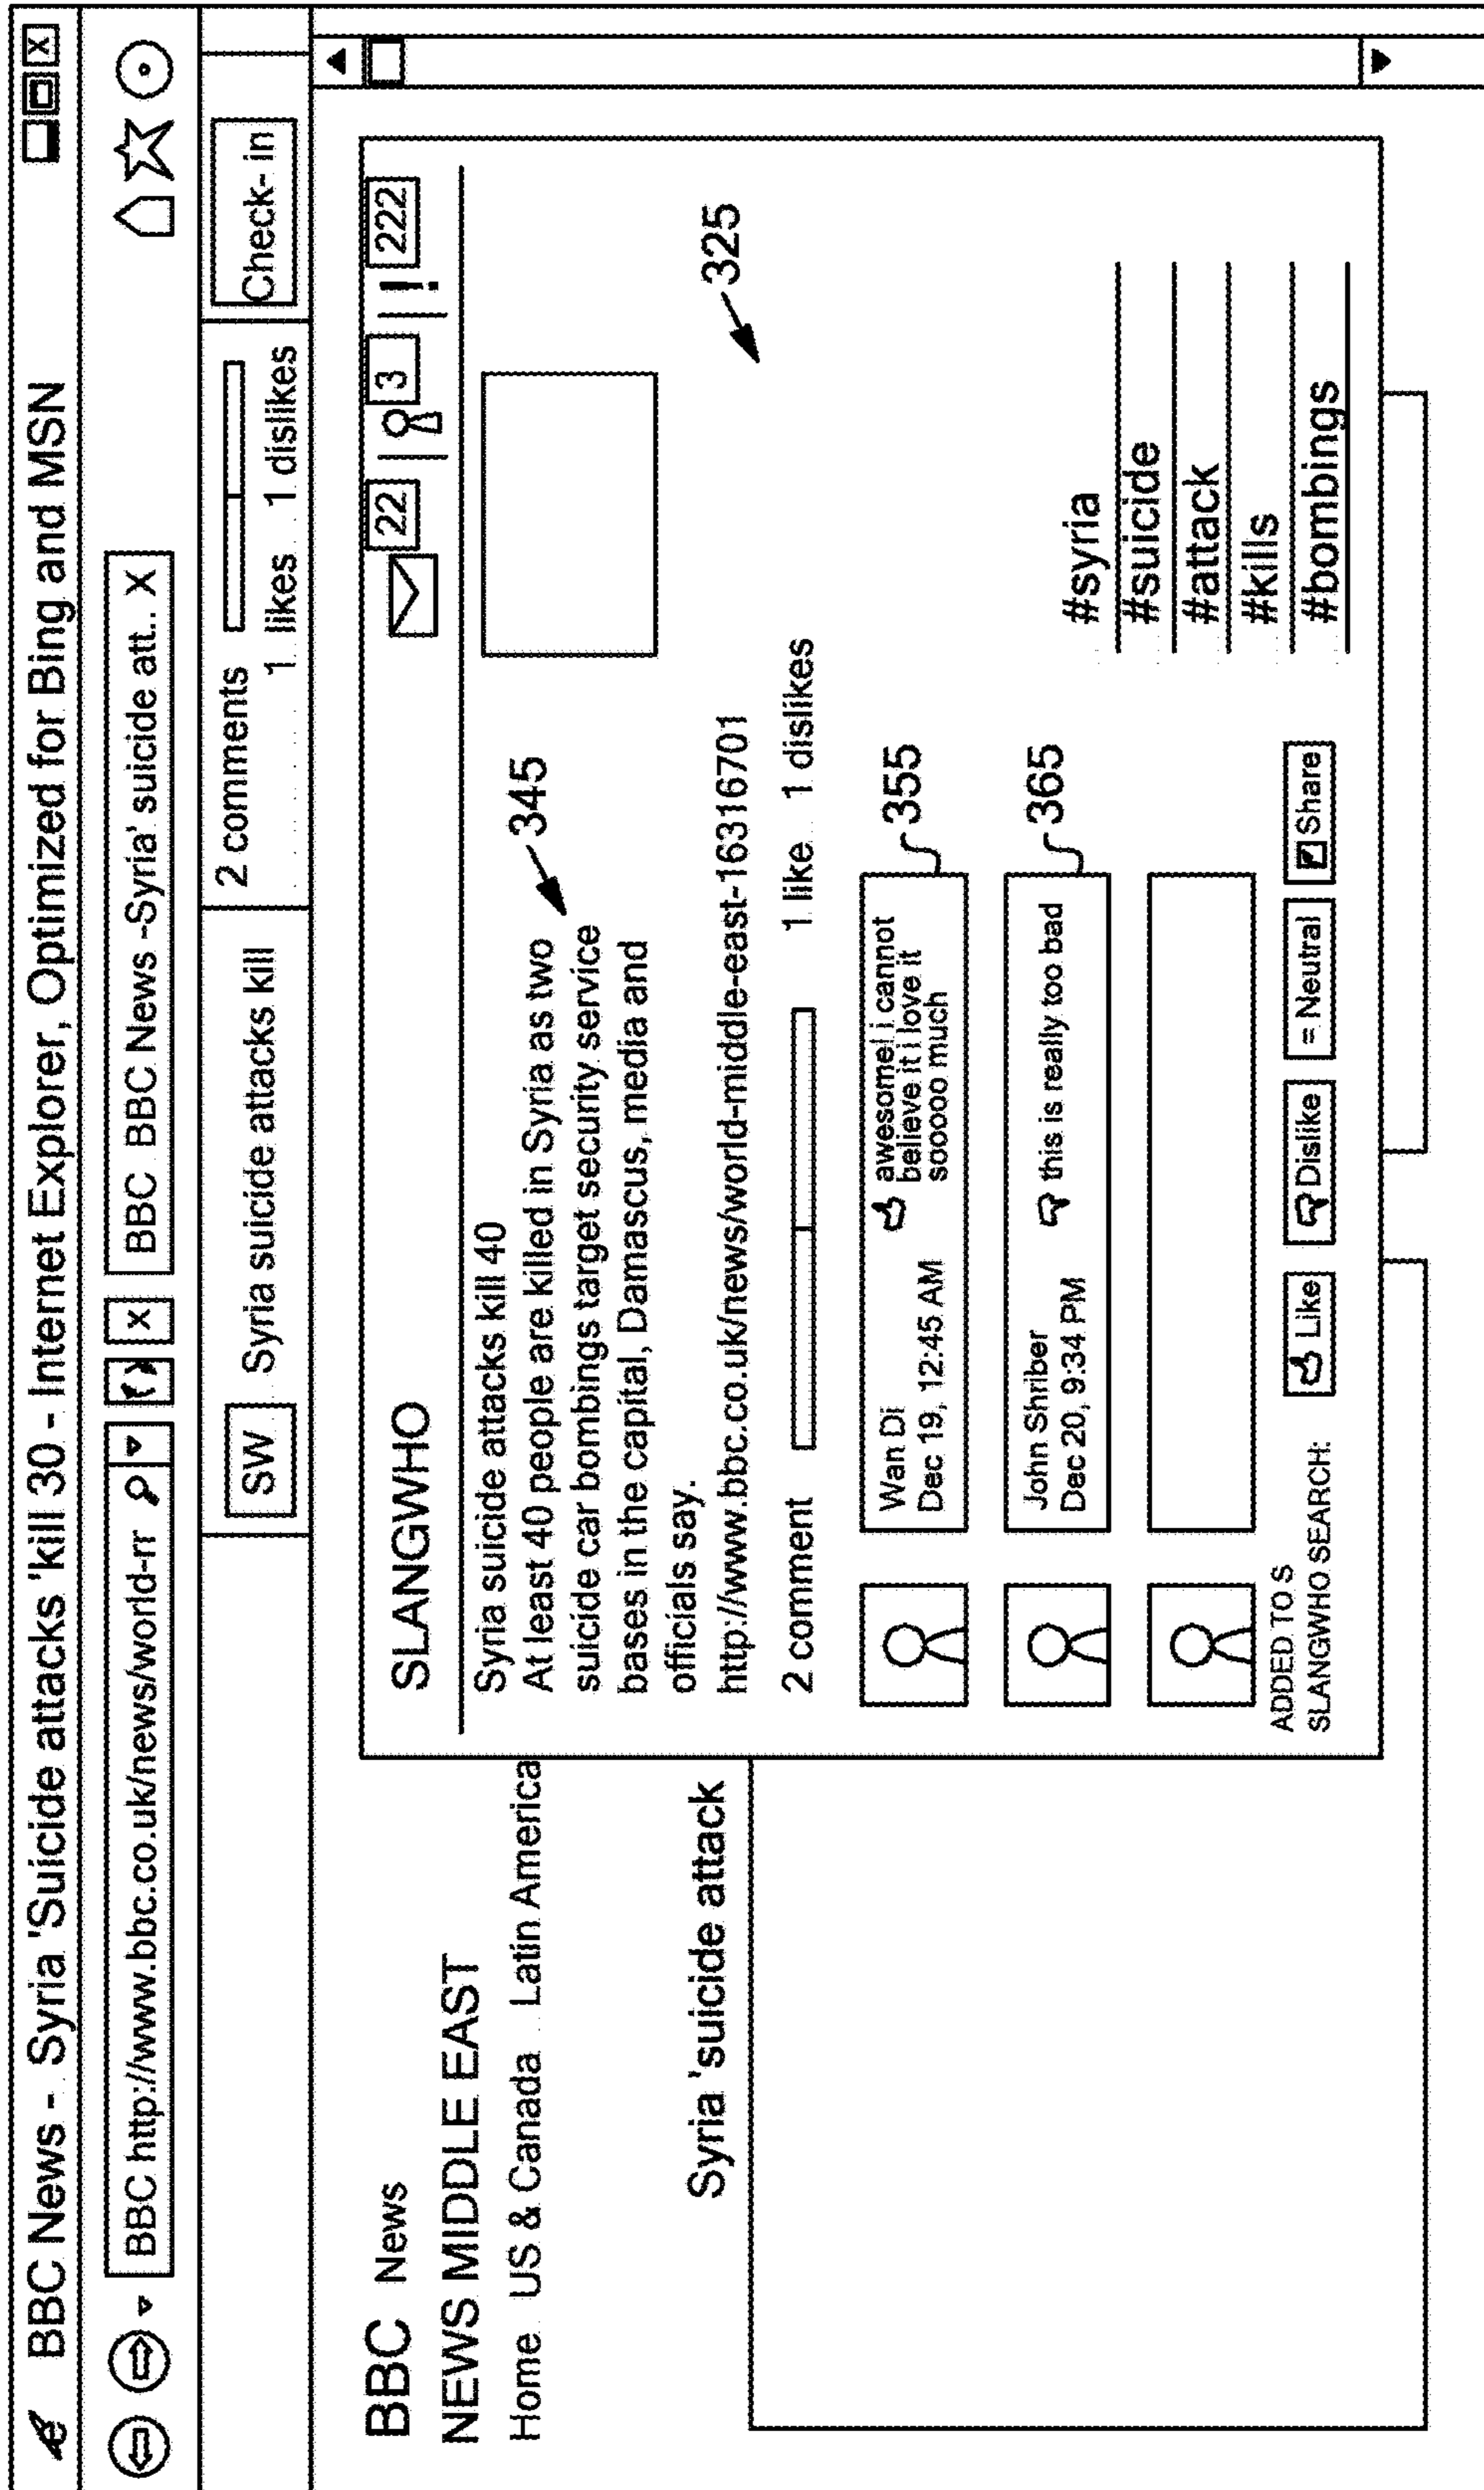 BBC News - Syria 'Suicide attacks 'kill 30 - Internet Explorer, Optimized for Bing and MSN
X
BBC http://www.bbc.co.uk/news/world-rr
X
BBC BBC News -Syria' suicide att.. X
SW
Syria suicide attacks kill
2 comments
1 likes 1 dislikes
Check- in
BBC News
NEWS MIDDLE EAST
Home US & Canada Latin America
Syria 'suicide attack
SLANGWHO
22
3
! 222
Syria suicide attacks kill 40
At least 40 people are killed in Syria as two
suicide car bombings target security service
bases in the capital, Damascus, media and
officials say.
http://www.bbc.co.uk/news/world-middle-east-16316701
345
325
2 comment
1 like 1 dislikes
Wan Di
Dec 19, 12:45 AM
awesome! i cannot
believe it i love it
sooooo much
355
John Shriber
Dec 20, 9:34 PM
this is really too bad
365
ADDED TO S
SLANGWHO SEARCH:
Like
Dislike
= Neutral
Share
#syria
#suicide
#attack
#kills
#bombings